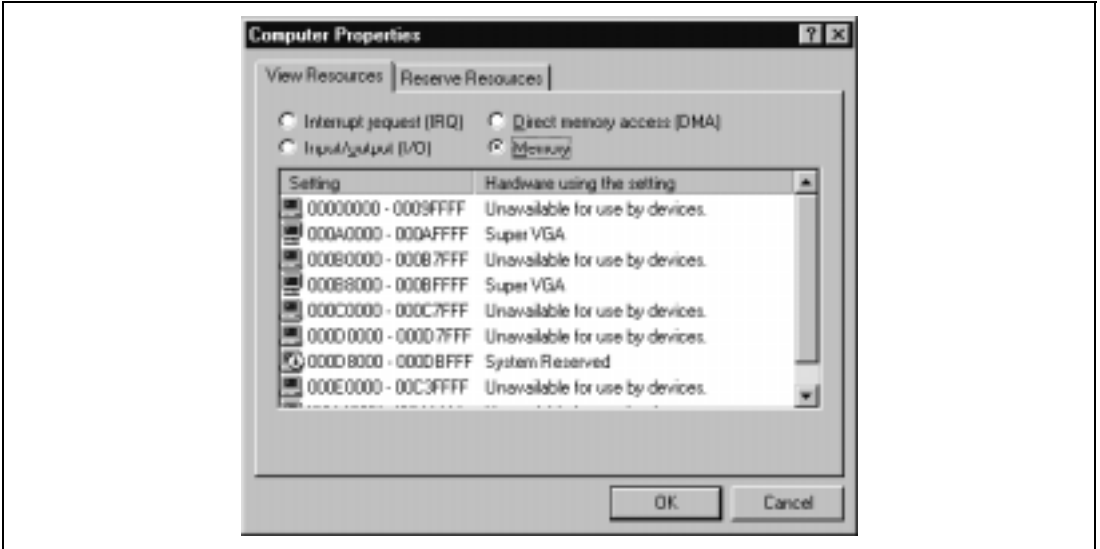 Computer Properties
View Resources Reserve Resources
Interrupt request (IRQ) Direct memory access (DMA)
Input/output (I/O) Memory
Setting Hardware using the setting
00000000 - 0009FFFF Unavailable for use by devices.
000A0000 - 000AFFFF Super VGA
000B0000 - 000B7FFF Unavailable for use by devices.
000B8000 - 000BFFFF Super VGA
000C0000 - 000C7FFF Unavailable for use by devices.
000D0000 - 000D7FFF Unavailable for use by devices.
000D8000 - 000DBFFF System Reserved
000E0000 - 00C3FFFF Unavailable for use by devices.
OK Cancel